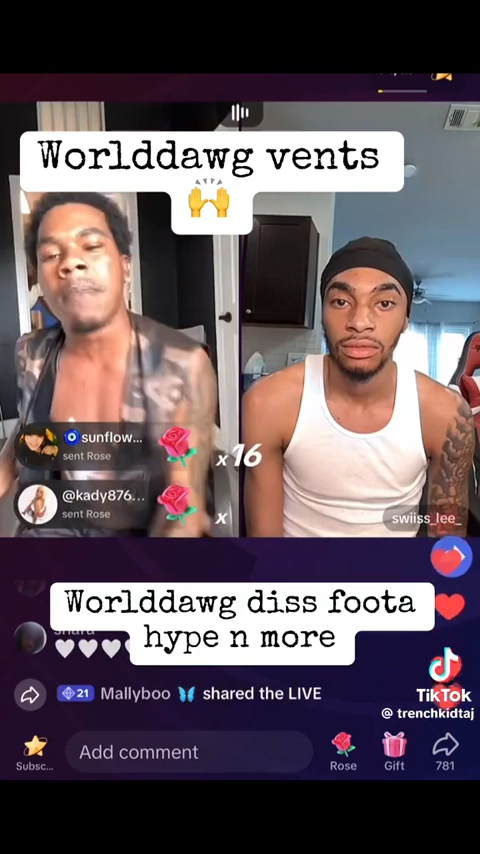 Worlddawg vents
🙌
sunflow...
sent Rose
x16
@kady876...
sent Rose
x
swiiss_lee_
Worlddawg diss foota
hype n more
21 Mallyboo 🦋 shared the LIVE
TikTok
@ trenchkidtaj
Subsc...
Add comment
Rose
Gift
781